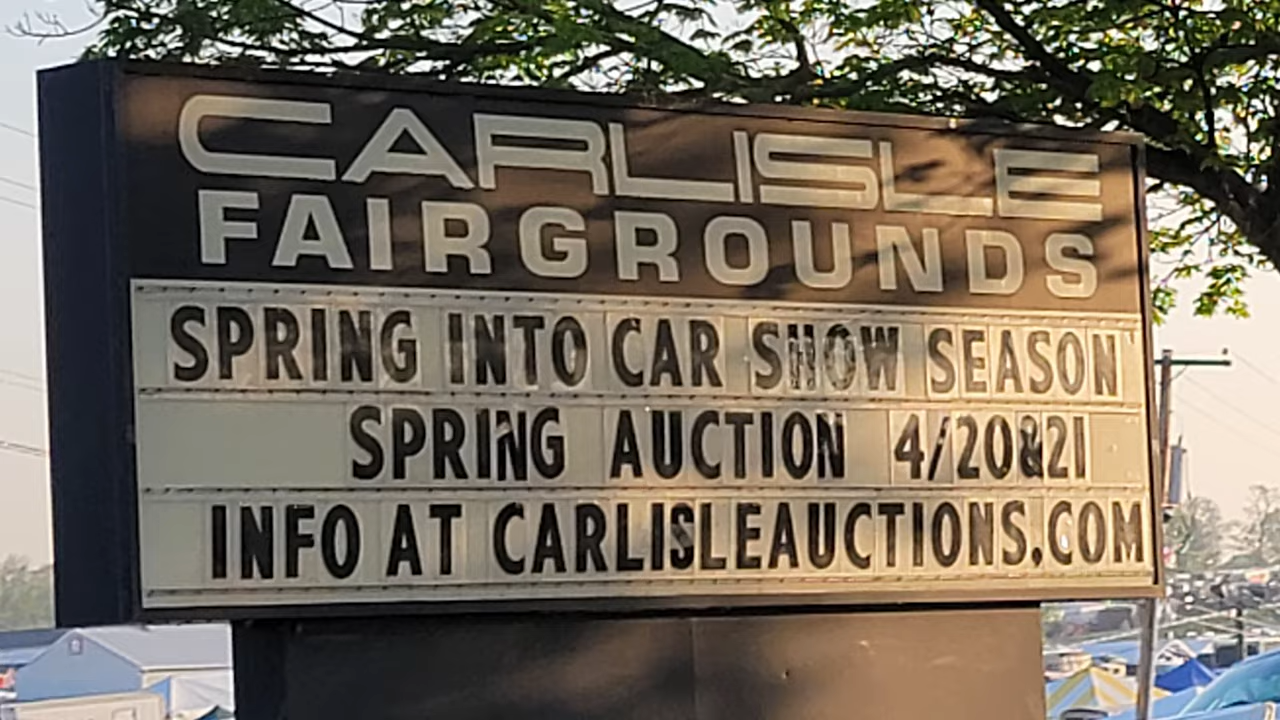 CARLISLE
FAIRGROUNDS
SPRING INTO CAR SHOW SEASON
SPRING AUCTION 4/20&21
INFO AT CARLISLEAUCTIONS.COM